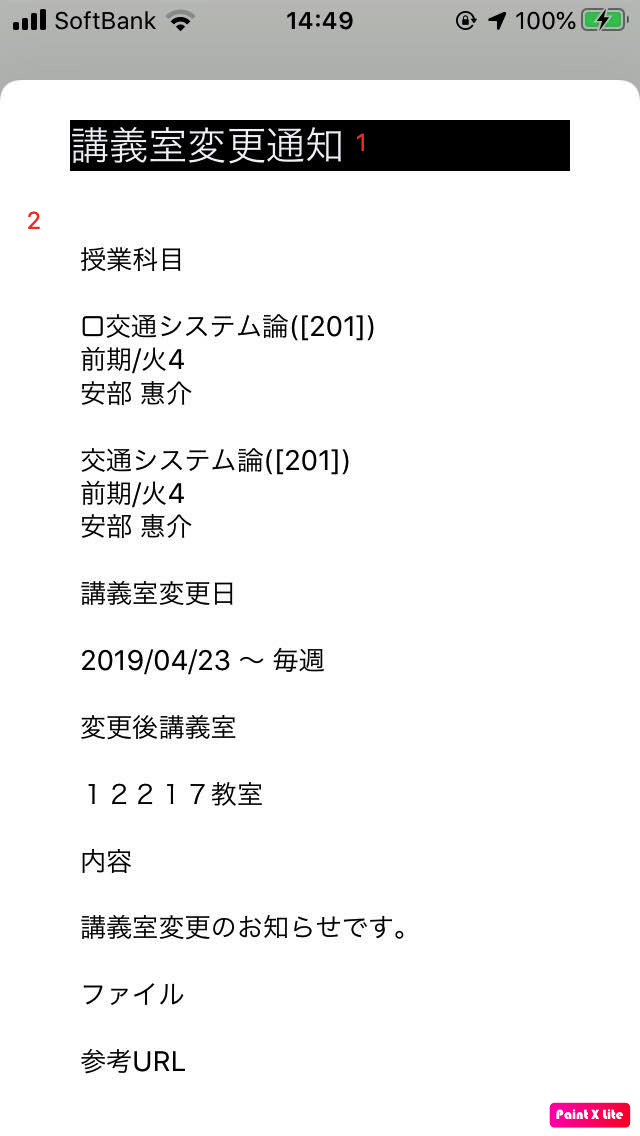 SoftBank 14:49 100%
講義室変更通知 1
2
授業科目
口交通システム論([201])
前期/火4
安部 惠介
交通システム論([201])
前期/火4
安部 惠介
講義室変更日
2019/04/23 ～ 毎週
変更後講義室
１２２１７教室
内容
講義室変更のお知らせです。
ファイル
参考URL
Paint X Lite